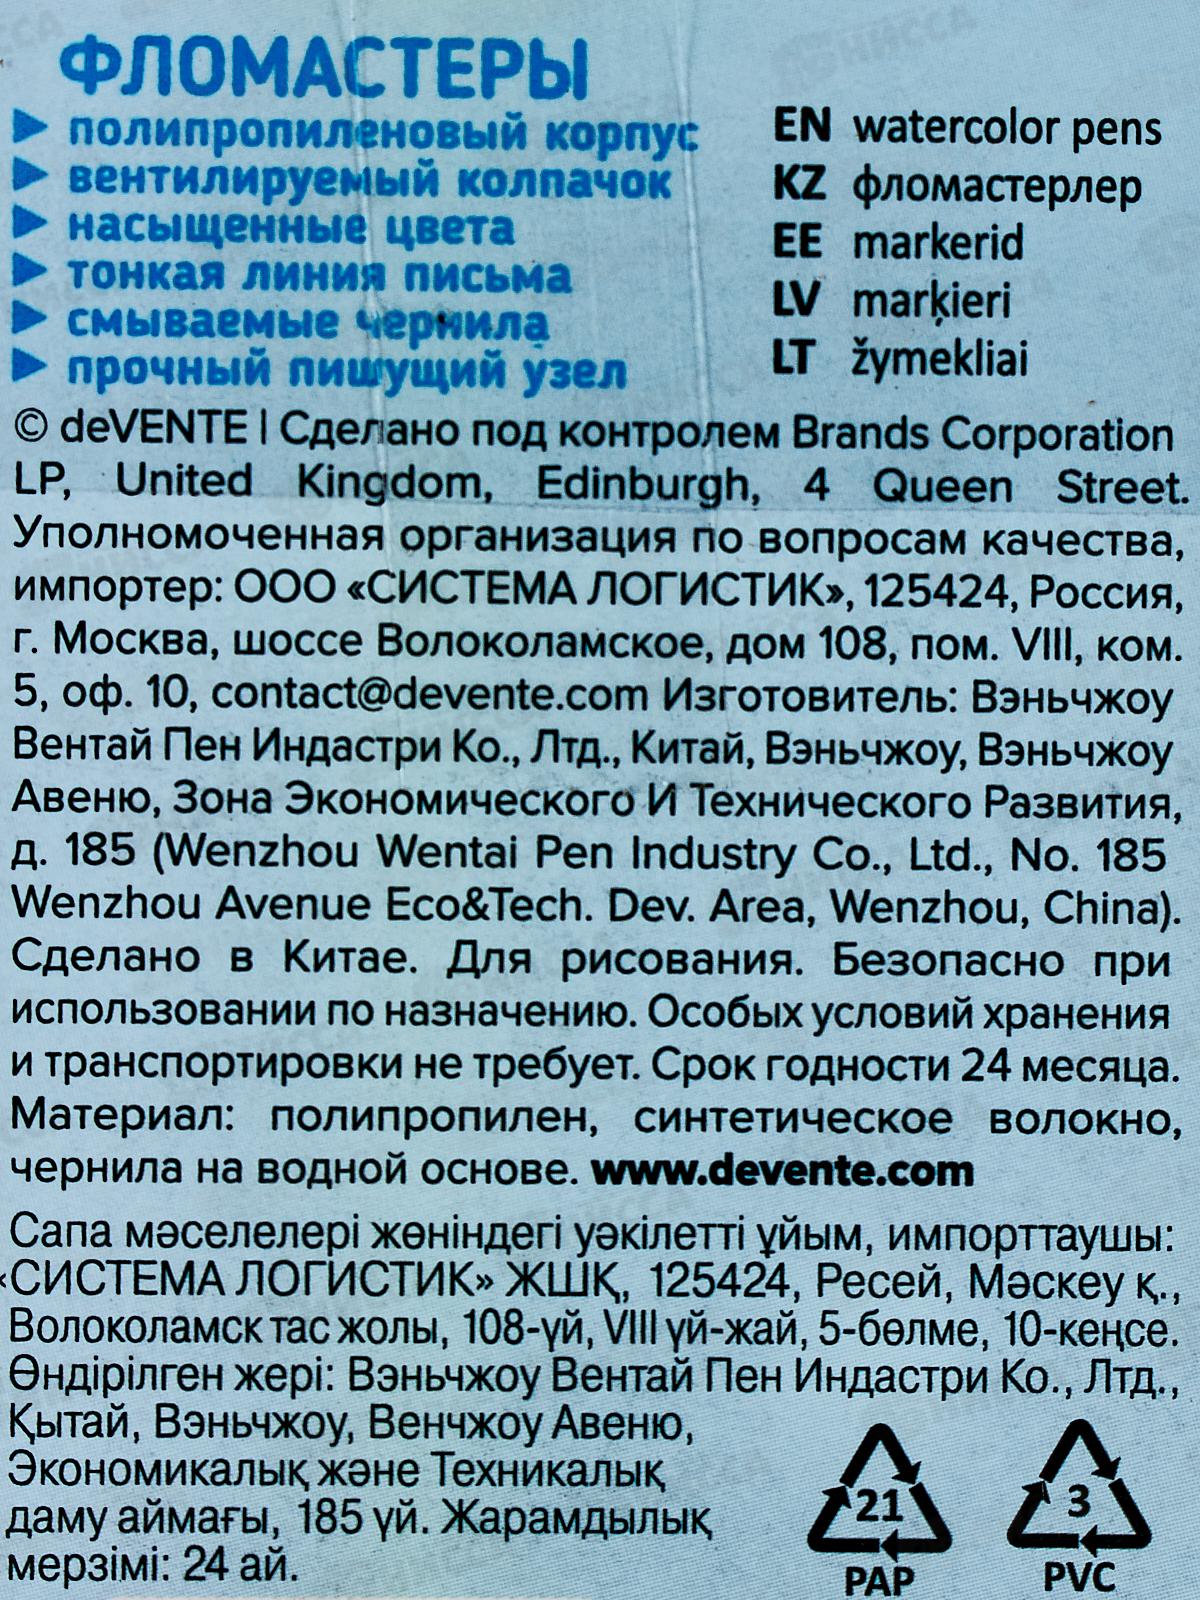 ФЛОМАСТЕРЫ
полипропиленовый корпус
вентилируемый колпачок
насыщенные цвета
тонкая линия письма
смываемые чернила
прочный пишущий узел
EN watercolor pens
KZ фломастерлер
EE markerid
LV marķieri
LT žymekliai
© deVENTE | Сделано под контролем Brands Corporation
LP, United Kingdom, Edinburgh, 4 Queen Street.
Уполномоченная организация по вопросам качества,
импортер: ООО «СИСТЕМА ЛОГИСТИК», 125424, Россия,
г. Москва, шоссе Волоколамское, дом 108, пом. VIII, ком.
5, оф. 10, contact@devente.com Изготовитель: Вэньчжоу
Вентай Пен Индастри Ко., Лтд., Китай, Вэньчжоу, Вэньчжоу
Авеню, Зона Экономического И Технического Развития,
д. 185 (Wenzhou Wentai Pen Industry Co., Ltd., No. 185
Wenzhou Avenue Eco&Tech. Dev. Area, Wenzhou, China).
Сделано в Китае. Для рисования. Безопасно при
использовании по назначению. Особых условий хранения
и транспортировки не требует. Срок годности 24 месяца.
Материал: полипропилен, синтетическое волокно,
чернила на водной основе. www.devente.com
Сапа мәселелері жөніндегі уәкілетті ұйым, импорттаушы:
«СИСТЕМА ЛОГИСТИК» ЖШҚ, 125424, Ресей, Мәскеу қ.,
Волоколамск тас жолы, 108-үй, VIII үй-жай, 5-бөлме, 10-кеңсе.
Өндірілген жері: Вэньчжоу Вентай Пен Индастри Ко., Лтд.,
Қытай, Вэньчжоу, Венчжоу Авеню,
Экономикалық және Техникалық
даму аймағы, 185 үй. Жарамдылық
мерзімі: 24 ай.
21
PAP
3
PVC